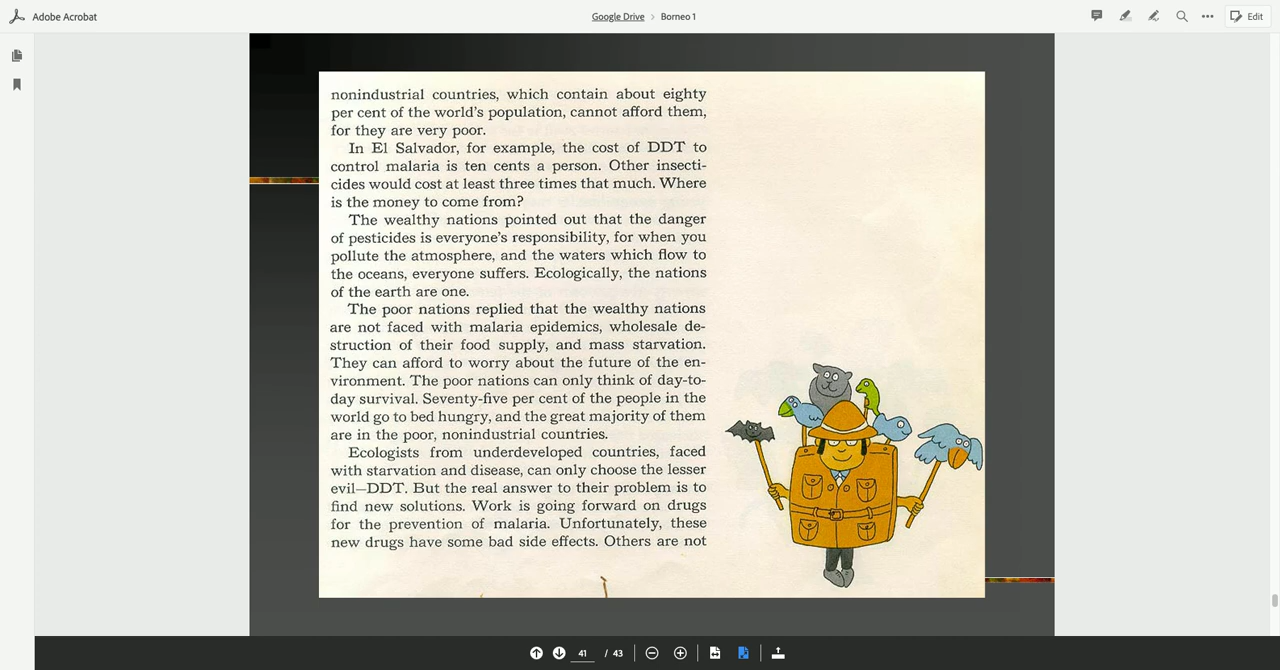 Adobe Acrobat
Google Drive > Borneo 1
Edit
nonindustrial countries, which contain about eighty
per cent of the world's population, cannot afford them,
for they are very poor.
In El Salvador, for example, the cost of DDT to
control malaria is ten cents a person. Other insecti-
cides would cost at least three times that much. Where
is the money to come from?
The wealthy nations pointed out that the danger
of pesticides is everyone's responsibility, for when you
pollute the atmosphere, and the waters which flow to
the oceans, everyone suffers. Ecologically, the nations
of the earth are one.
The poor nations replied that the wealthy nations
are not faced with malaria epidemics, wholesale de-
struction of their food supply, and mass starvation.
They can afford to worry about the future of the en-
vironment. The poor nations can only think of day-to-
day survival. Seventy-five per cent of the people in the
world go to bed hungry, and the great majority of them
are in the poor, nonindustrial countries.
Ecologists from underdeveloped countries, faced
with starvation and disease, can only choose the lesser
evil—DDT. But the real answer to their problem is to
find new solutions. Work is going forward on drugs
for the prevention of malaria. Unfortunately, these
new drugs have some bad side effects. Others are not
41 / 43